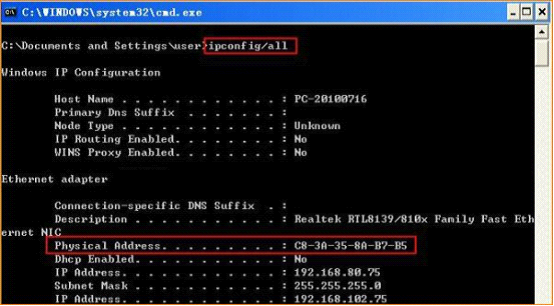 C:\WINDOWS\system32\cmd.exe
C:\Documents and Settings\user>ipconfig/all
Windows IP Configuration
Host Name . . . . . . . . . . . . : PC-20100716
Primary Dns Suffix . . . . . . . :
Node Type . . . . . . . . . . . . : Unknown
IP Routing Enabled. . . . . . . . : No
WINS Proxy Enabled. . . . . . . . : No
Ethernet adapter
Connection-specific DNS Suffix . :
Description . . . . . . . . . . . : Realtek RTL8139/810x Family Fast Eth
ernet NIC
Physical Address. . . . . . . . . : C8-3A-35-8A-B7-B5
Dhcp Enabled. . . . . . . . . . . : No
IP Address. . . . . . . . . . . . : 192.168.80.75
Subnet Mask . . . . . . . . . . . : 255.255.255.0
IP Address. . . . . . . . . . . . : 192.168.102.75